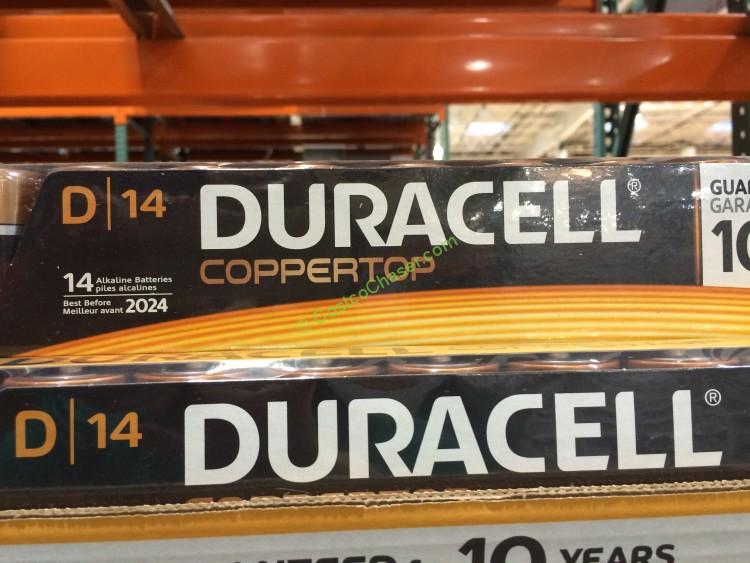 D|14
DURACELL®
GUA
GARA
10
COPPERTOP
14 Alkaline Batteries
piles alcalines
Best Before
Meilleur avant 2024
CostcoChaser.com
D|14
DURACELL®
10 YEARS